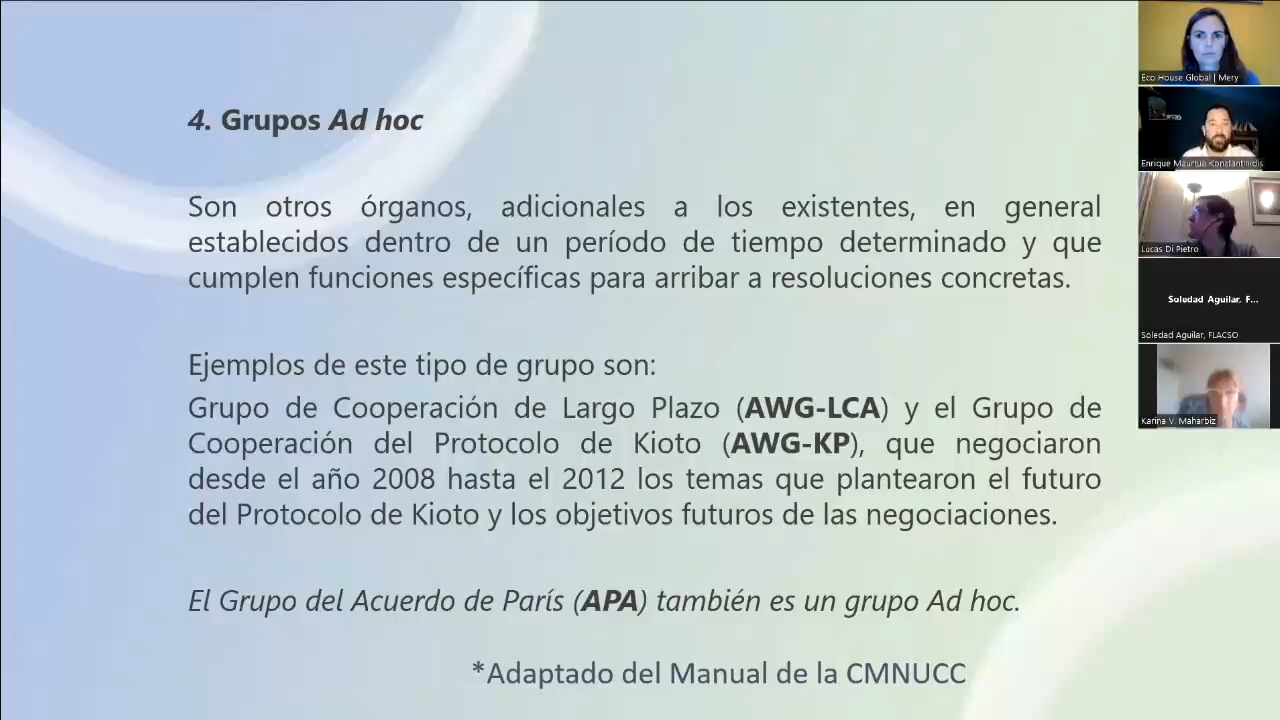 4. Grupos Ad hoc
Son otros órganos, adicionales a los existentes, en general
establecidos dentro de un período de tiempo determinado y que
cumplen funciones específicas para arribar a resoluciones concretas.
Ejemplos de este tipo de grupo son:
Grupo de Cooperación de Largo Plazo (AWG-LCA) y el Grupo de
Cooperación del Protocolo de Kioto (AWG-KP), que negociaron
desde el año 2008 hasta el 2012 los temas que plantearon el futuro
del Protocolo de Kioto y los objetivos futuros de las negociaciones.
El Grupo del Acuerdo de París (APA) también es un grupo Ad hoc.
*Adaptado del Manual de la CMNUCC
Eco House Global | Mery
Enrique Maurtua Konstantinidis
Lucas Di Pietro
Soledad Aguilar, F...
Soledad Aguilar, FLACSO
Karina V. Maharbiz